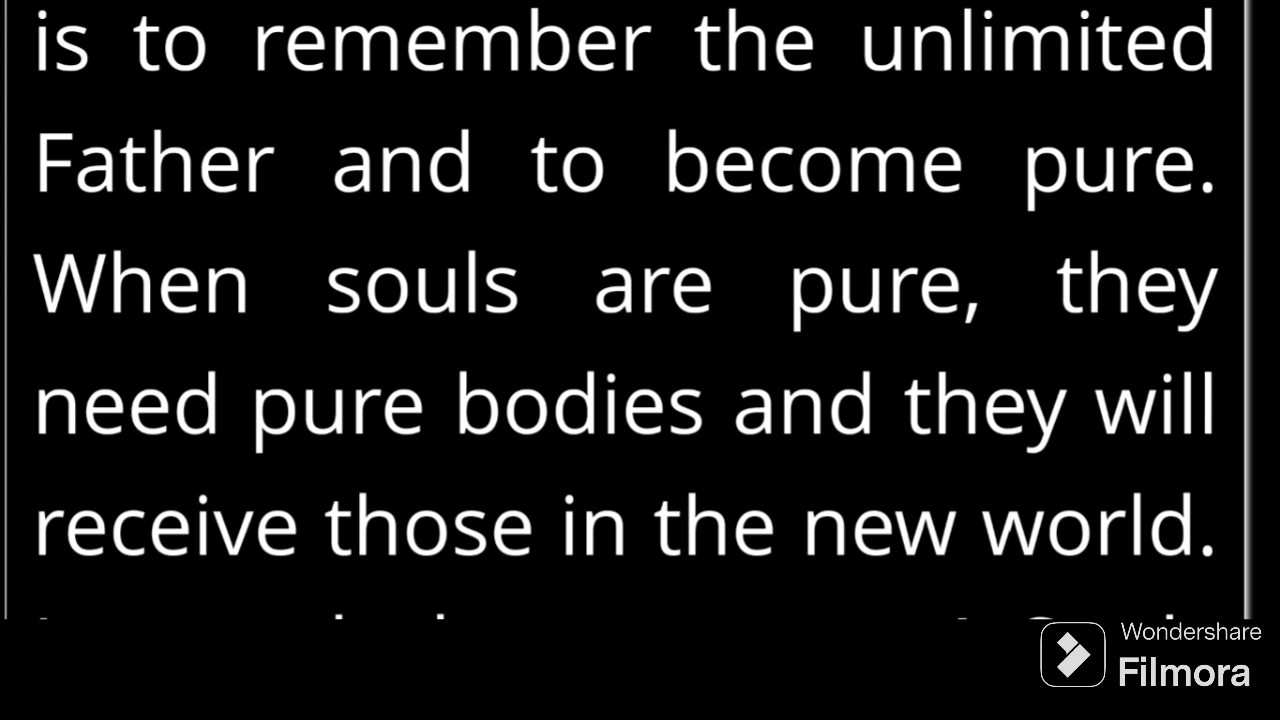 is to remember the unlimited
Father and to become pure.
When souls are pure, they
need pure bodies and they will
receive those in the new world.
Wondershare
Filmora